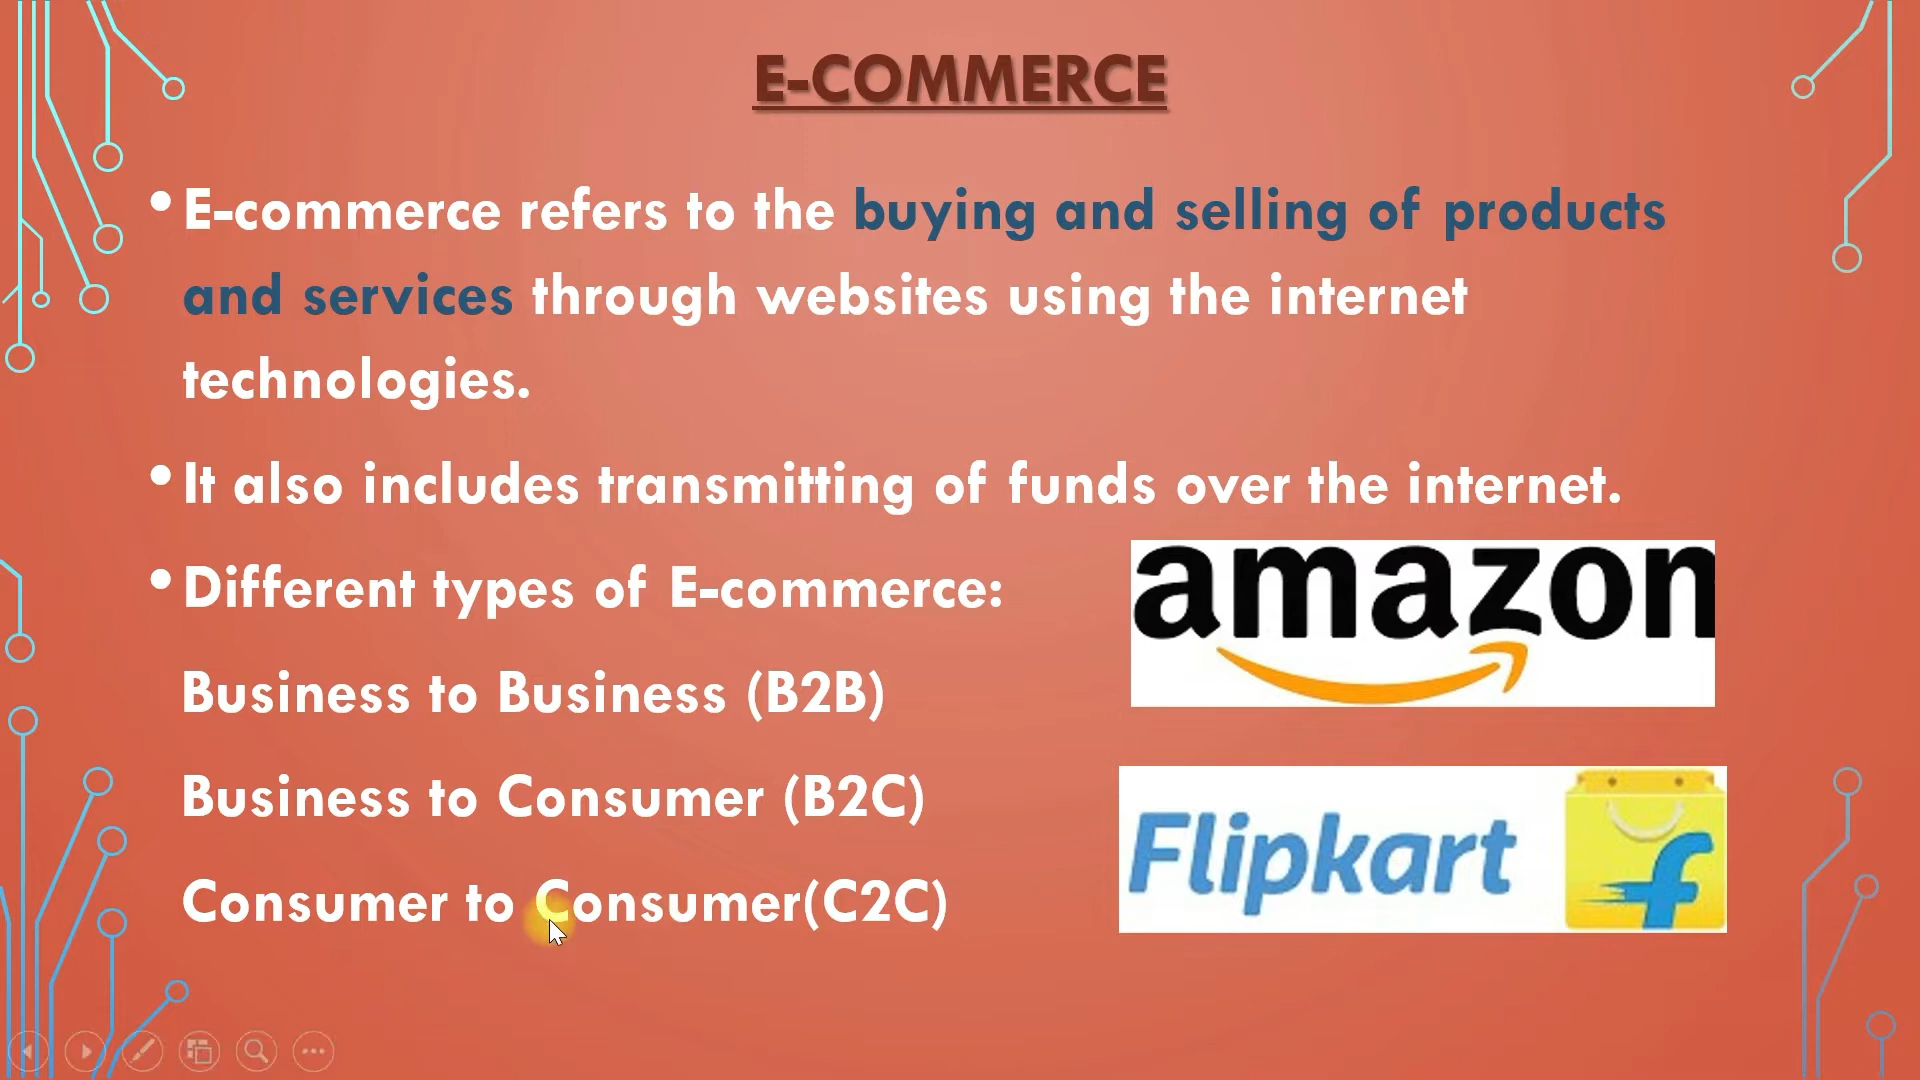 E-COMMERCE
• E-commerce refers to the buying and selling of products
and services through websites using the internet
technologies.
• It also includes transmitting of funds over the internet.
• Different types of E-commerce:
Business to Business (B2B)
Business to Consumer (B2C)
Consumer to Consumer(C2C)
amazon
Flipkart f